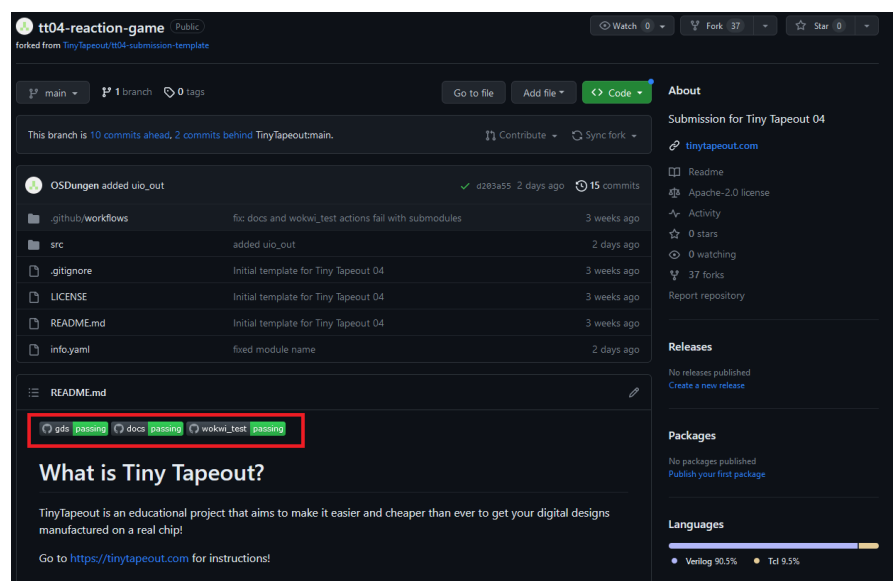 tt04-reaction-game Public
Watch 0
Fork 37
Star 0
forked from TinyTapeout/tt04-submission-template
main
1 branch
0 tags
Go to file
Add file
<> Code
This branch is 10 commits ahead, 2 commits behind TinyTapeout:main.
Contribute
Sync fork
OSDungen added uio_out
d203a55 2 days ago
15 commits
.github/workflows fix: docs and wokwi_test actions fail with submodules 3 weeks ago
src added uio_out 2 days ago
.gitignore Initial template for Tiny Tapeout 04 3 weeks ago
LICENSE Initial template for Tiny Tapeout 04 3 weeks ago
README.md Initial template for Tiny Tapeout 04 3 weeks ago
info.yaml fixed module name 2 days ago
README.md
gds passing docs passing wokwi_test passing
What is Tiny Tapeout?
TinyTapeout is an educational project that aims to make it easier and cheaper than ever to get your digital designs
manufactured on a real chip!
Go to https://tinytapeout.com for instructions!
About
Submission for Tiny Tapeout 04
tinytapeout.com
Readme
Apache-2.0 license
Activity
0 stars
0 watching
37 forks
Report repository
Releases
No releases published
Create a new release
Packages
No packages published
Publish your first package
Languages
Verilog 90.5% Tcl 9.5%